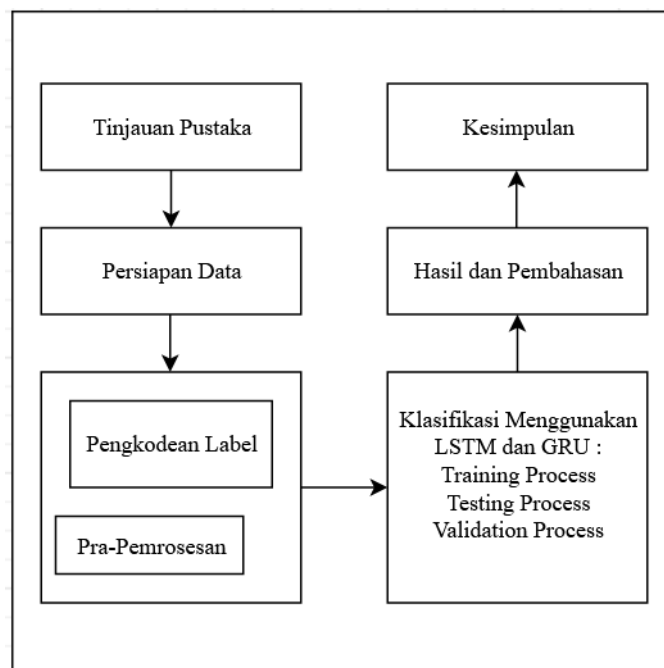 Tinjauan Pustaka
Persiapan Data
Pengkodean Label
Pra-Pemrosesan
Klasifikasi Menggunakan
LSTM dan GRU :
Training Process
Testing Process
Validation Process
Hasil dan Pembahasan
Kesimpulan